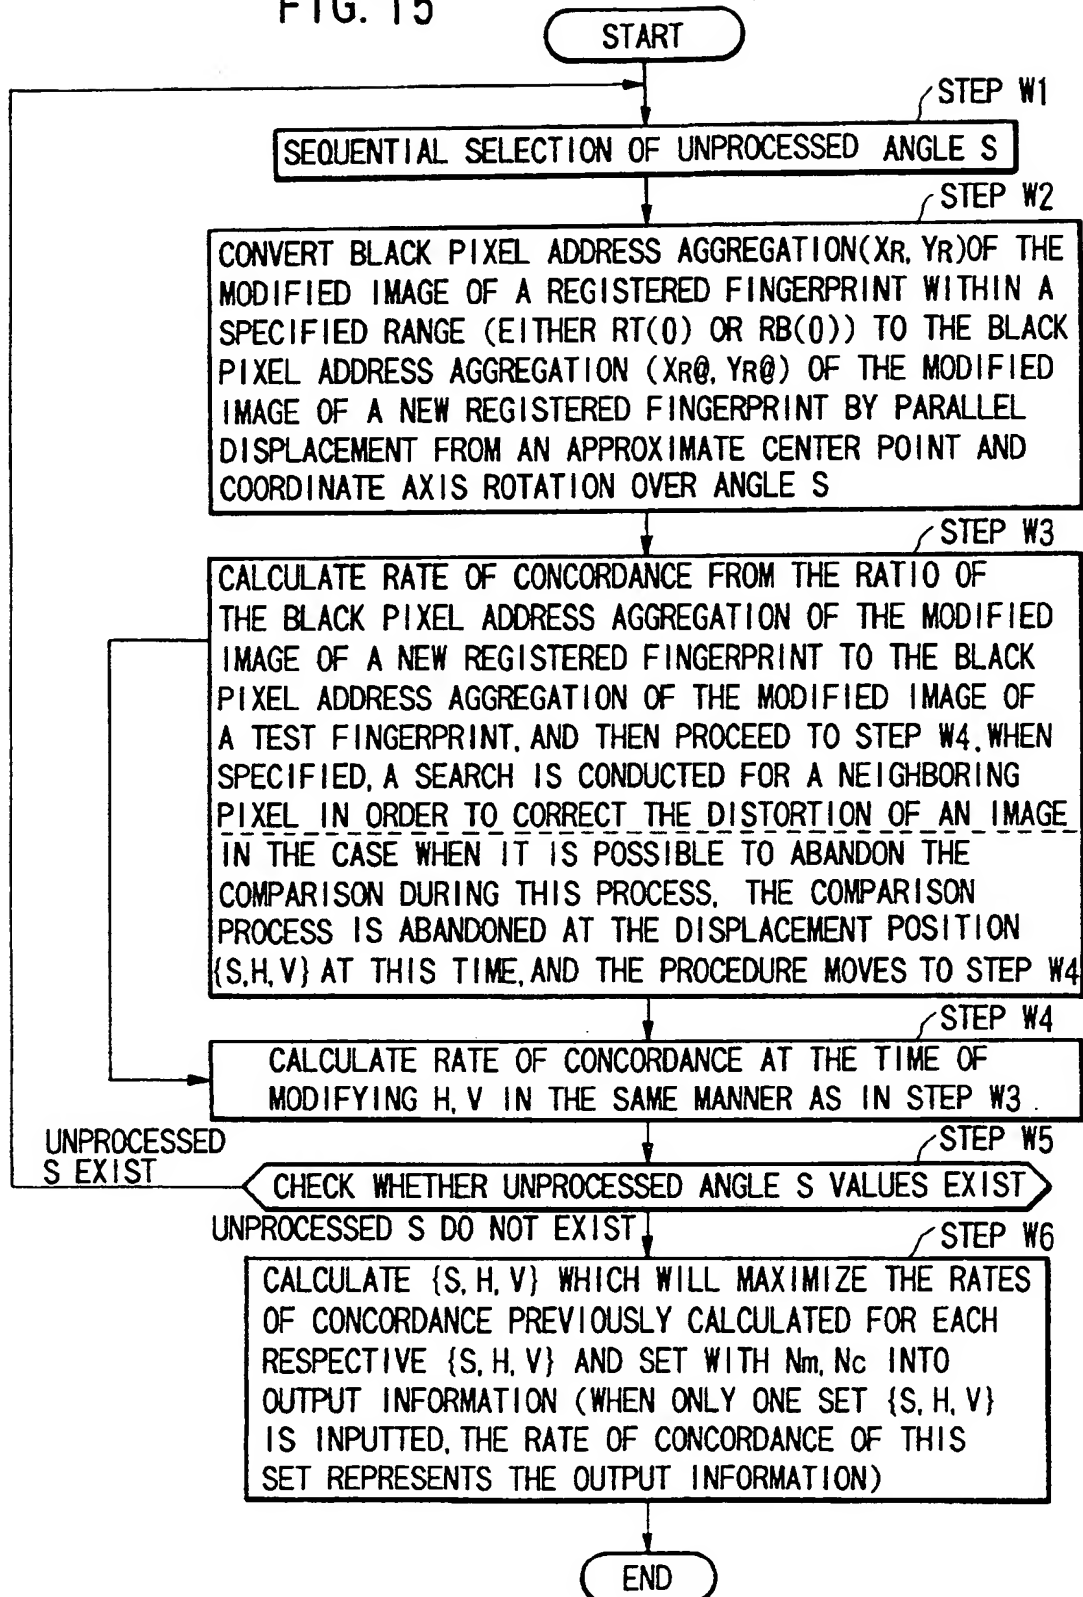 FIG. 15
START
STEP W1
SEQUENTIAL SELECTION OF UNPROCESSED ANGLE S
STEP W2
CONVERT BLACK PIXEL ADDRESS AGGREGATION(XR, YR)OF THE
MODIFIED IMAGE OF A REGISTERED FINGERPRINT WITHIN A
SPECIFIED RANGE (EITHER RT(0) OR RB(0)) TO THE BLACK
PIXEL ADDRESS AGGREGATION (XR@, YR@) OF THE MODIFIED
IMAGE OF A NEW REGISTERED FINGERPRINT BY PARALLEL
DISPLACEMENT FROM AN APPROXIMATE CENTER POINT AND
COORDINATE AXIS ROTATION OVER ANGLE S
STEP W3
CALCULATE RATE OF CONCORDANCE FROM THE RATIO OF
THE BLACK PIXEL ADDRESS AGGREGATION OF THE MODIFIED
IMAGE OF A NEW REGISTERED FINGERPRINT TO THE BLACK
PIXEL ADDRESS AGGREGATION OF THE MODIFIED IMAGE OF
A TEST FINGERPRINT, AND THEN PROCEED TO STEP W4. WHEN
SPECIFIED, A SEARCH IS CONDUCTED FOR A NEIGHBORING
PIXEL IN ORDER TO CORRECT THE DISTORTION OF AN IMAGE
IN THE CASE WHEN IT IS POSSIBLE TO ABANDON THE
COMPARISON DURING THIS PROCESS, THE COMPARISON
PROCESS IS ABANDONED AT THE DISPLACEMENT POSITION
{S,H,V} AT THIS TIME, AND THE PROCEDURE MOVES TO STEP W4
STEP W4
CALCULATE RATE OF CONCORDANCE AT THE TIME OF
MODIFYING H, V IN THE SAME MANNER AS IN STEP W3.
UNPROCESSED
S EXIST
STEP W5
CHECK WHETHER UNPROCESSED ANGLE S VALUES EXIST
UNPROCESSED S DO NOT EXIST
STEP W6
CALCULATE {S, H, V} WHICH WILL MAXIMIZE THE RATES
OF CONCORDANCE PREVIOUSLY CALCULATED FOR EACH
RESPECTIVE {S, H, V} AND SET WITH Nm, Nc INTO
OUTPUT INFORMATION (WHEN ONLY ONE SET {S, H, V}
IS INPUTTED, THE RATE OF CONCORDANCE OF THIS
SET REPRESENTS THE OUTPUT INFORMATION)
END